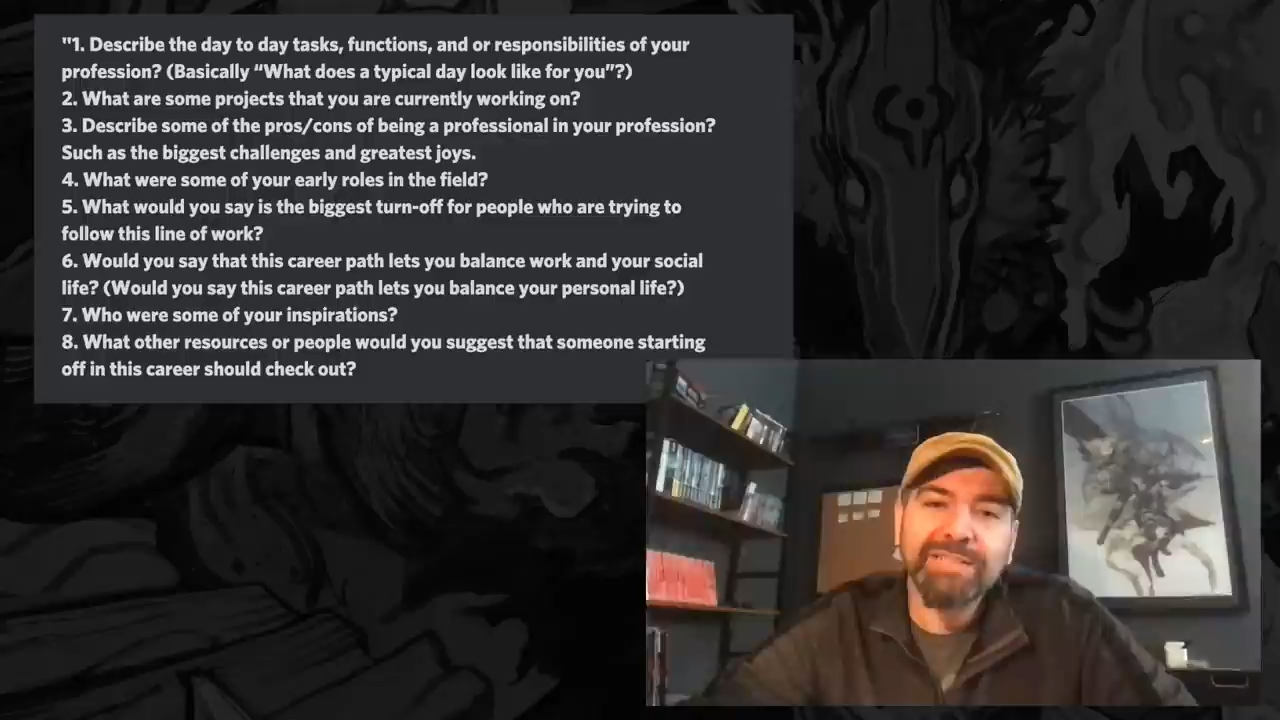 "1. Describe the day to day tasks, functions, and or responsibilities of your
profession? (Basically “What does a typical day look like for you”?)
2. What are some projects that you are currently working on?
3. Describe some of the pros/cons of being a professional in your profession?
Such as the biggest challenges and greatest joys.
4. What were some of your early roles in the field?
5. What would you say is the biggest turn-off for people who are trying to
follow this line of work?
6. Would you say that this career path lets you balance work and your social
life? (Would you say this career path lets you balance your personal life?)
7. Who were some of your inspirations?
8. What other resources or people would you suggest that someone starting
off in this career should check out?